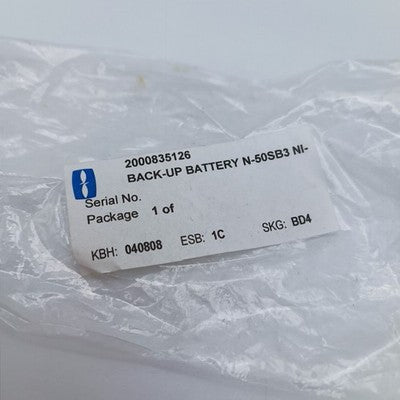 2000835126
BACK-UP BATTERY N-50SB3 NI-
Serial No.
Package 1 of
KBH: 040808 ESB: 1C SKG: BD4